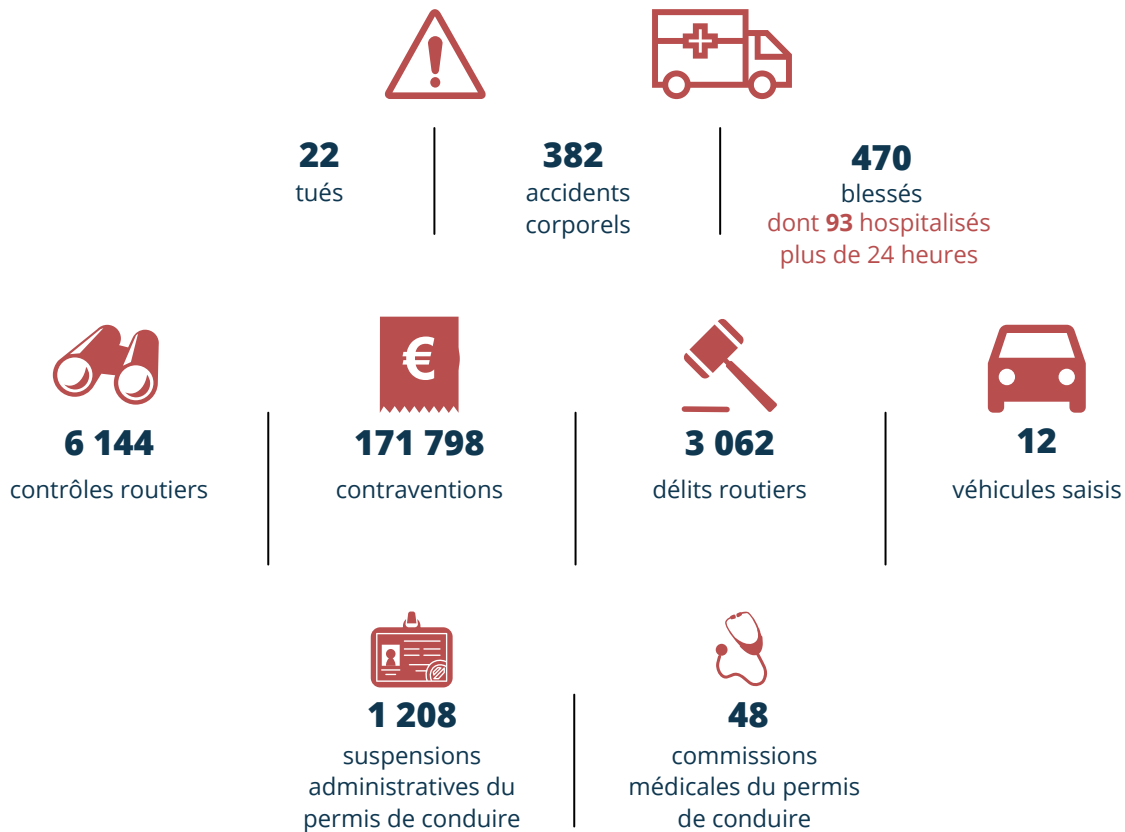 22
tués
382
accidents
corporels
470
blessés
dont 93 hospitalisés
plus de 24 heures
€
6 144
contrôles routiers
171 798
contraventions
3 062
délits routiers
12
véhicules saisis
1 208
suspensions
administratives du
permis de conduire
48
commissions
médicales du permis
de conduire